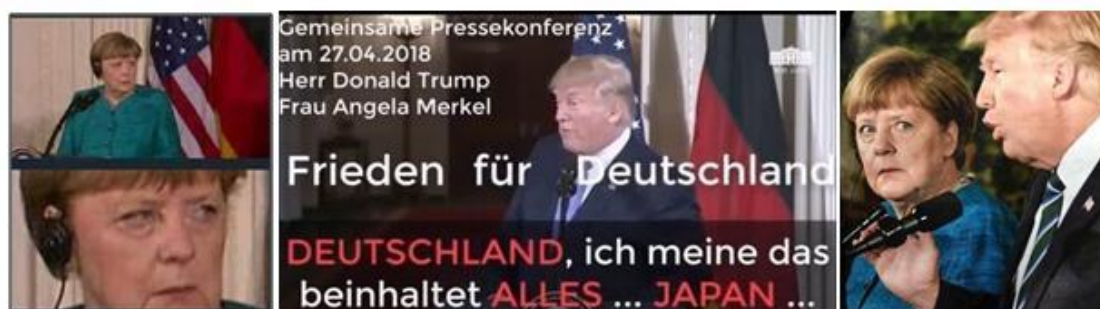 Gemeinsame Pressekonferenz
am 27.04.2018
Herr Donald Trump
Frau Angela Merkel
Frieden für Deutschland
DEUTSCHLAND, ich meine das
beinhaltet ALLES ... JAPAN ...